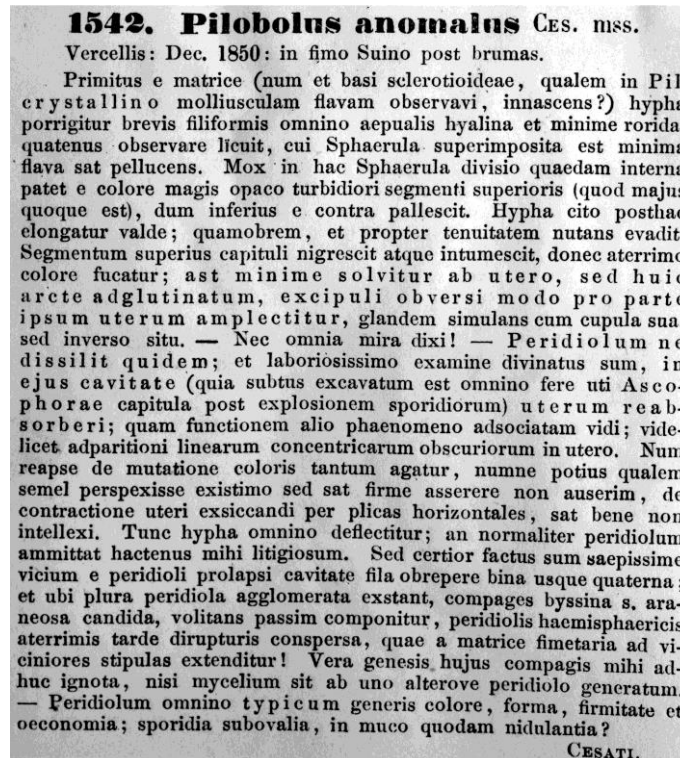 1542. Pilobolus anomalus CES. mss.
Vercellis: Dec. 1850: in fimo Suino post brumas.
Primitus e matrice (num et basi sclerotioideae, qualem in Pil
crystallino molliusculam flavam observavi, innascens?) hypha
porrigitur brevis filiformis omnino aepualis hyalina et minime rorida
quatenus observare licuit, cui Sphaerula superimposita est minima
flava sat pellucens. Mox in hac Sphaerula divisio quaedam interna
patet e colore magis opaco turbidiori segmenti superioris (quod majus
quoque est), dum inferius e contra pallescit. Hypha cito posthac
elongatur valde; quamobrem, et propter tenuitatem nutans evadit.
Segmentum superius capituli nigrescit atque intumescit, donec aterrimo
colore fucatur; ast minime solvitur ab utero, sed huic
arcte adglutinatum, excipuli obversi modo pro parte
ipsum uterum amplectitur, glandem simulans cum cupula sua
sed inverso situ. — Nec omnia mira dixi! — Peridiolum ne
dissilit quidem; et laboriosissimo examine divinatus sum, in
ejus cavitate (quia subtus excavatum est omnino fere uti Asco-
phorae capitula post explosionem sporidiorum) uterum reab-
sorberi; quam functionem alio phaenomeno adsociatam vidi; vide-
licet adparitioni linearum concentricarum obscuriorum in utero. Num
reapse de mutatione coloris tantum agatur, numne potius qualem
semel perspexisse existimo sed sat firme asserere non auserim, de
contractione uteri exsiccandi per plicas horizontales, sat bene non
intellexi. Tunc hypha omnino deflectitur; an normaliter peridiolum
ammittat hactenus mihi litigiosum. Sed certior factus sum saepissime
vicium e peridioli prolapsi cavitate fila obrepere bina usque quaterna;
et ubi plura peridiola agglomerata exstant, compages byssina s. ara-
neosa candida, volitans passim componitur, peridiolis haemisphaericis
aterrimis tarde dirupturis conspersa, quae a matrice fimetaria ad vi-
ciniores stipulas extenditur! Vera genesis hujus compagis mihi ad-
huc ignota, nisi mycelium sit ab uno alterove peridiolo generatum.
— Peridiolum omnino typicum generis colore, forma, firmitate et
oeconomia; sporidia subovalia, in muco quodam nidulantia?
CESATI.